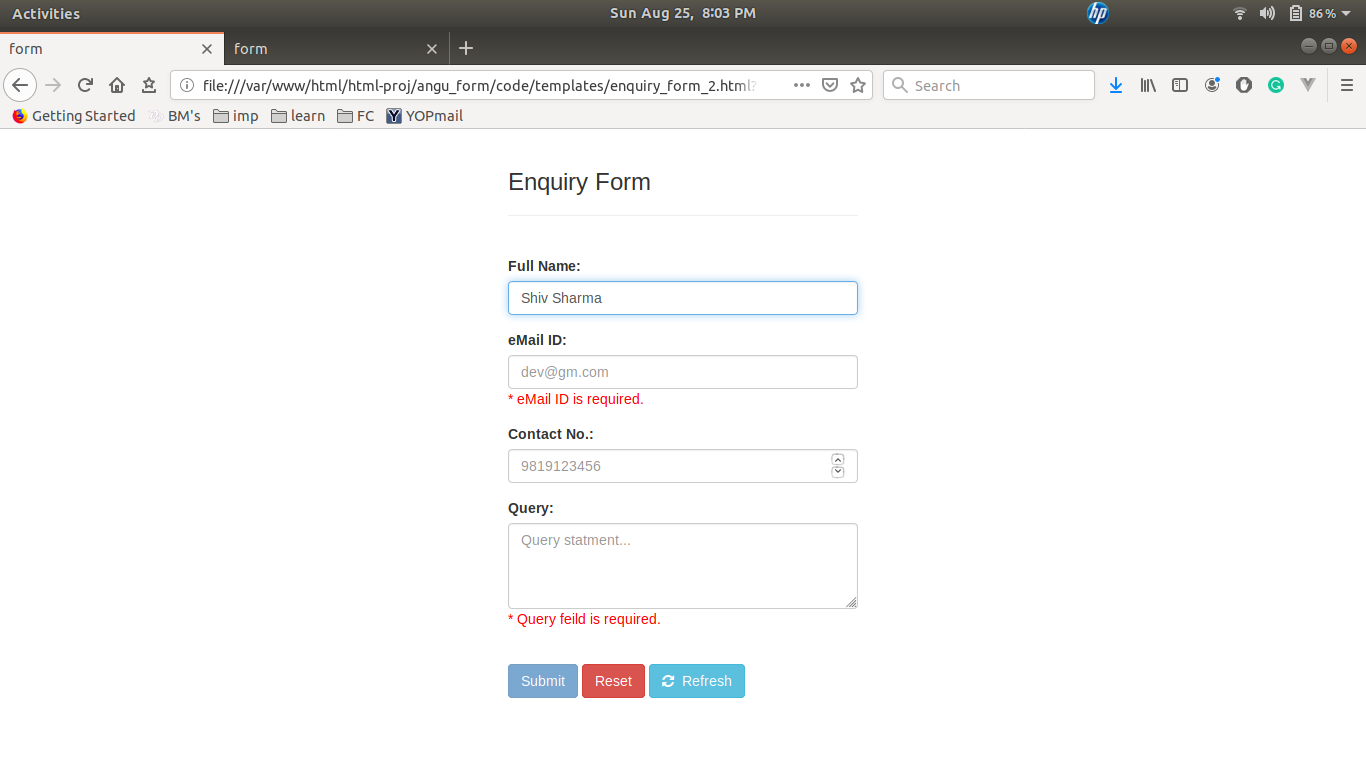 Activities Sun Aug 25, 8:03 PM hp 86%
form form
file:///var/www/html/html-proj/angu_form/code/templates/enquiry_form_2.html? Search
Getting Started BM's imp learn FC Y YOPmail
Enquiry Form
Full Name:
Shiv Sharma
eMail ID:
dev@gm.com
* eMail ID is required.
Contact No.:
9819123456
Query:
Query statment...
* Query feild is required.
Submit Reset Refresh